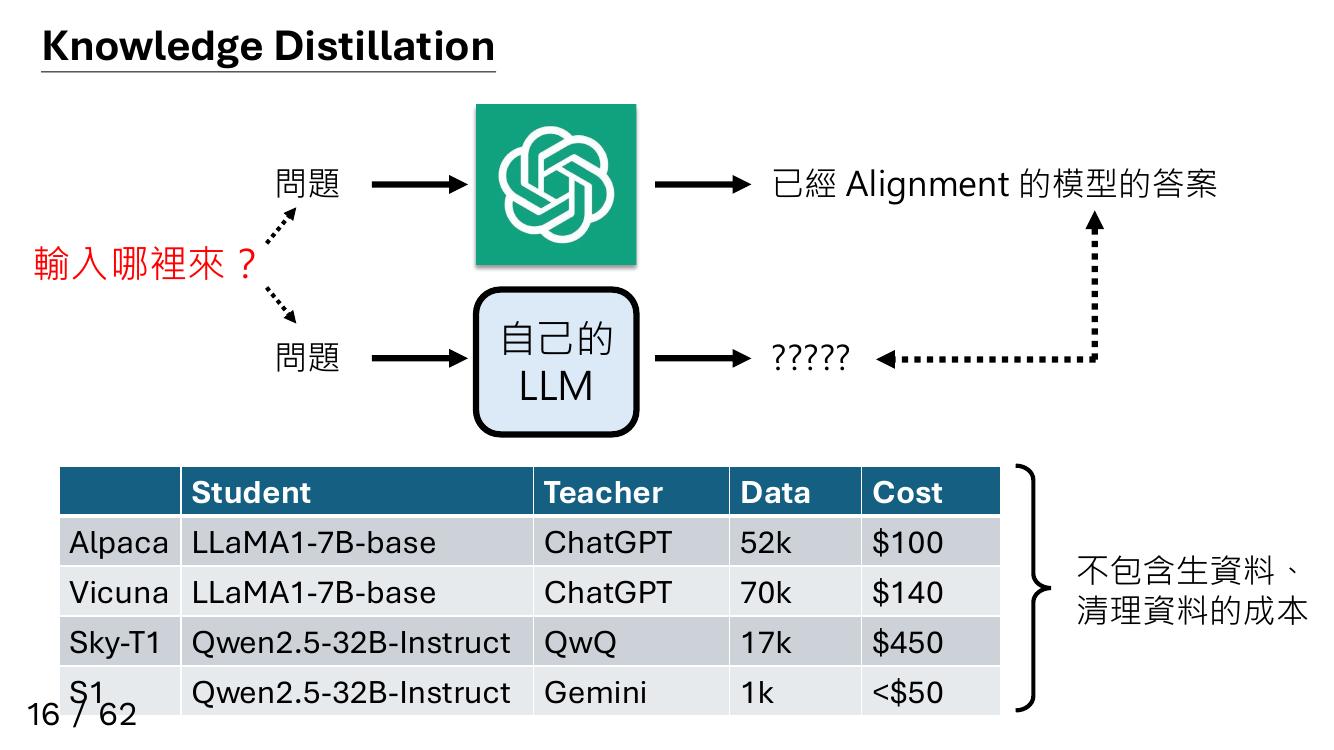 Knowledge Distillation
問題
已經 Alignment 的模型的答案
輸入哪裡來？
問題
自己的
LLM
?????
Student Teacher Data Cost
Alpaca LLaMA1-7B-base ChatGPT 52k $100
Vicuna LLaMA1-7B-base ChatGPT 70k $140
Sky-T1 Qwen2.5-32B-Instruct QwQ 17k $450
S1 Qwen2.5-32B-Instruct Gemini 1k <$50
不包含生資料、
清理資料的成本
16 / 62